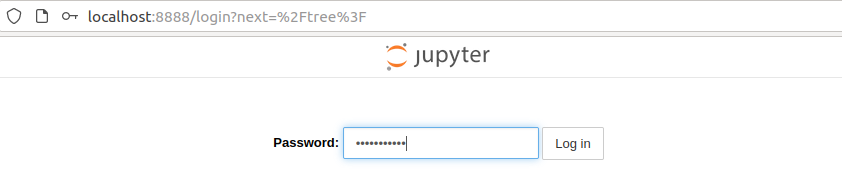 localhost:8888/login?next=%2Ftree%3F
jupyter
Password: ••••••••••• Log in